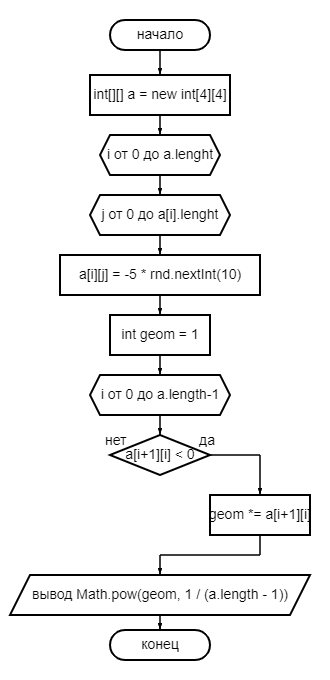 начало
int[][] a = new int[4][4]
i от 0 до a.lenght
j от 0 до a[i].lenght
a[i][j] = -5 * rnd.nextInt(10)
int geom = 1
i от 0 до a.length-1
нет
да
a[i+1][i] < 0
geom *= a[i+1][i]
вывод Math.pow(geom, 1 / (a.length - 1))
конец